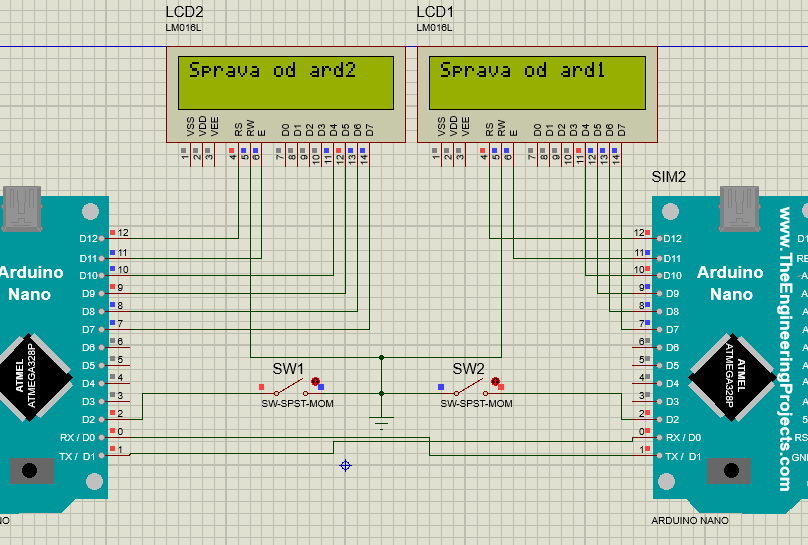 LCD2
LM016L
LCD1
LM016L
Sprava od ard2
Sprava od ard1
VSS VDD VEE RS RW E D0 D1 D2 D3 D4 D5 D6 D7
1 2 3 4 5 6 7 8 9 10 11 12 13 14
VSS VDD VEE RS RW E D0 D1 D2 D3 D4 D5 D6 D7
1 2 3 4 5 6 7 8 9 10 11 12 13 14
SIM2
Arduino
Nano
ATMEL
ATMEGA328P
D12 12
D11 11
D10 10
D9 9
D8 8
D7 7
D6 6
D5 5
D4 4
D3 3
D2 2
RX / D0 0
TX / D1 1
NO
SW1
SW-SPST-MOM
SW2
SW-SPST-MOM
12 D12
11 D11
10 D10
9 D9
8 D8
7 D7
6 D6
5 D5
4 D4
3 D3
2 D2
0 RX / D0
1 TX / D1
Arduino
Nano
ATMEL
ATMEGA328P
www.TheEngineeringProjects.com
ARDUINO NANO